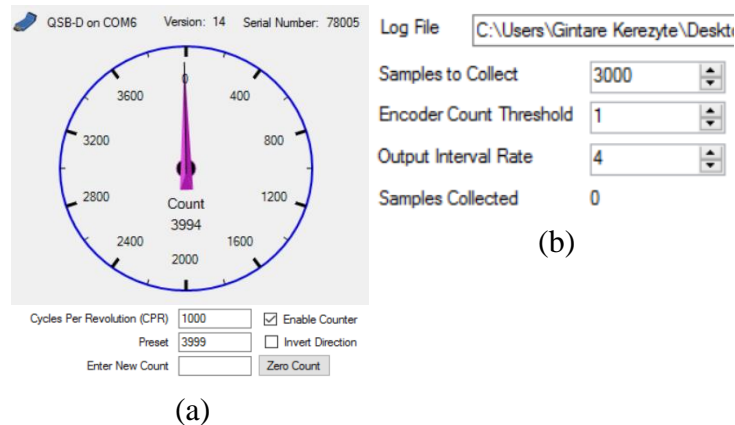 QSB-D on COM6 Version: 14 Serial Number: 78005
0
3600 400
3200 800
2800 1200
Count
3994
2400 1600
2000
Cycles Per Revolution (CPR) 1000 Enable Counter
Preset 3999 Invert Direction
Enter New Count Zero Count
(a)
Log File C:\Users\Gintare Kerezyte\Deskto
Samples to Collect 3000
Encoder Count Threshold 1
Output Interval Rate 4
Samples Collected 0
(b)